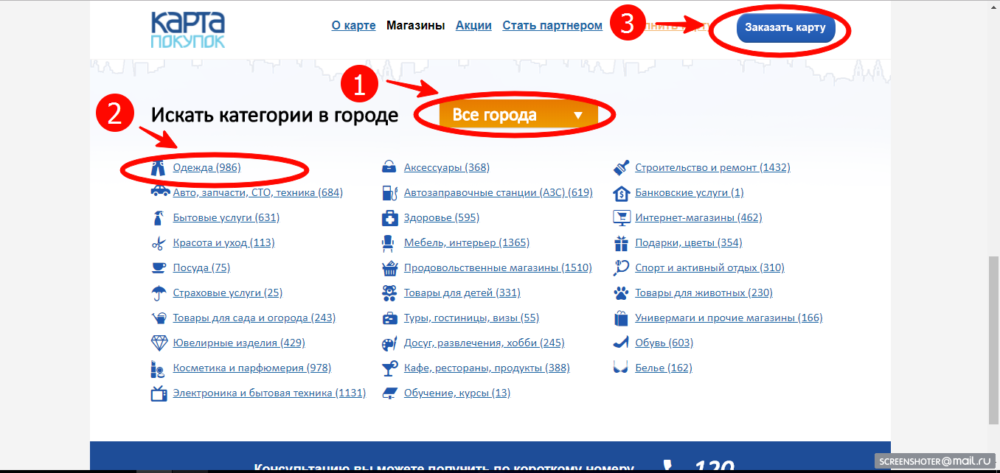 КАРТА
ПОКУПОК
О карте Магазины Акции Стать партнером
3
Заказать карту
1
2
Искать категории в городе
Все города
Одежда (986)
Аксессуары (368)
Строительство и ремонт (1432)
Авто, запчасти, СТО, техника (684)
Автозаправочные станции (АЗС) (619)
Банковские услуги (1)
Бытовые услуги (631)
Здоровье (595)
Интернет-магазины (462)
Красота и уход (113)
Мебель, интерьер (1365)
Подарки, цветы (354)
Посуда (75)
Продовольственные магазины (1510)
Спорт и активный отдых (310)
Страховые услуги (25)
Товары для детей (331)
Товары для животных (230)
Товары для сада и огорода (243)
Туры, гостиницы, визы (55)
Универмаги и прочие магазины (166)
Ювелирные изделия (429)
Досуг, развлечения, хобби (245)
Обувь (603)
Косметика и парфюмерия (978)
Кафе, рестораны, продукты (388)
Белье (162)
Электроника и бытовая техника (1131)
Обучение, курсы (13)
Консультацию вы можете получить по короткому номеру
120
SCREENSHOTER@mail.ru